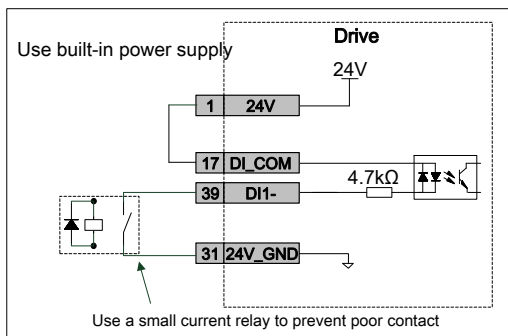 Drive
Use built-in power supply
24V
1 24V
17 DI_COM
4.7kΩ
39 DI1-
31 24V_GND
Use a small current relay to prevent poor contact